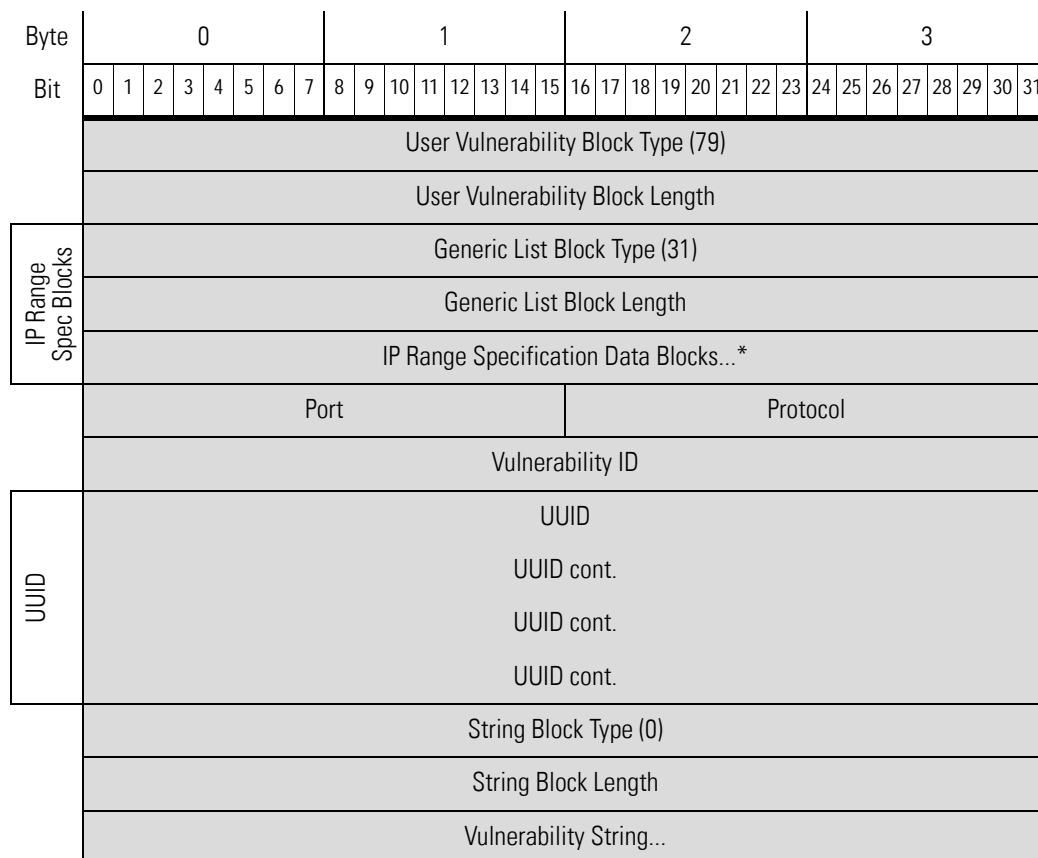 Byte 0 1 2 3
Bit 0 1 2 3 4 5 6 7 8 9 10 11 12 13 14 15 16 17 18 19 20 21 22 23 24 25 26 27 28 29 30 31
User Vulnerability Block Type (79)
User Vulnerability Block Length
IP Range
Spec Blocks
Generic List Block Type (31)
Generic List Block Length
IP Range Specification Data Blocks...*
Port Protocol
Vulnerability ID
UUID
UUID
UUID cont.
UUID cont.
UUID cont.
String Block Type (0)
String Block Length
Vulnerability String...